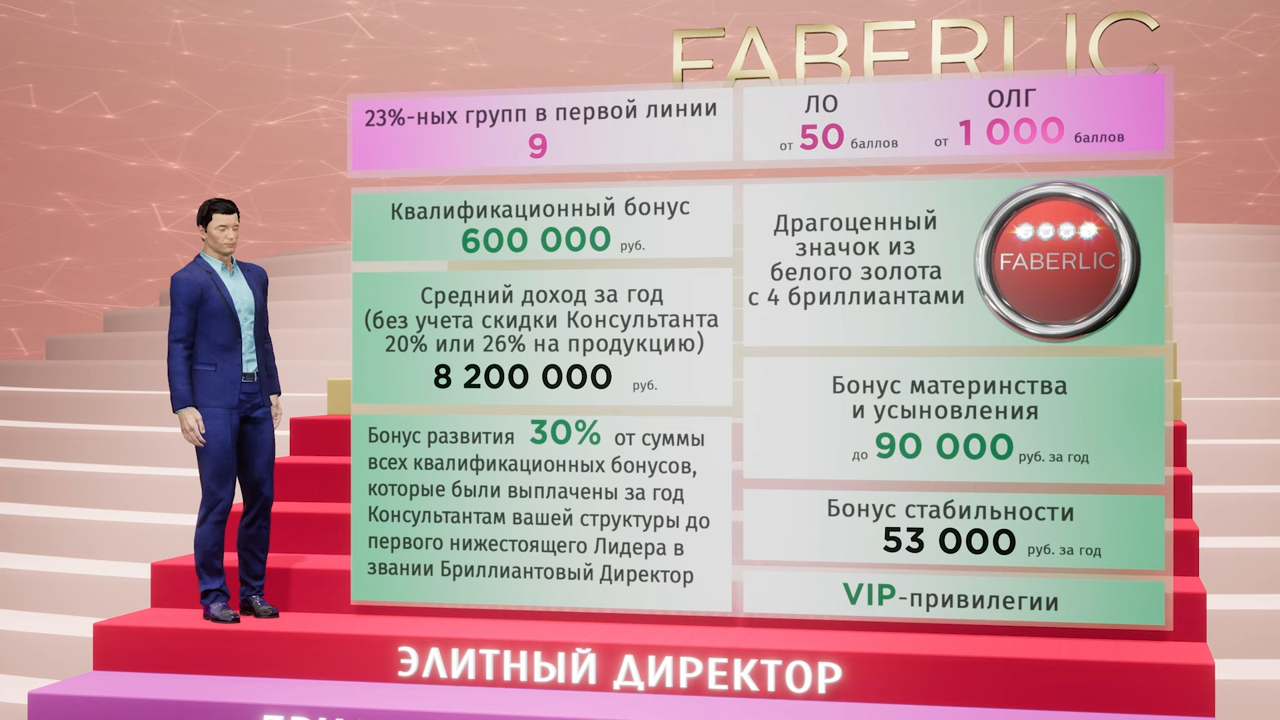 FABERLIC
23%-ных групп в первой линии
9
ЛО
от 50 баллов
ОЛГ
от 1 000 баллов
Квалификационный бонус
600 000 руб.
Средний доход за год
(без учета скидки Консультанта
20% или 26% на продукцию)
8 200 000 руб.
Бонус развития 30% от суммы
всех квалификационных бонусов,
которые были выплачены за год
Консультантам вашей структуры до
первого нижестоящего Лидера в
звании Бриллиантовый Директор
Драгоценный
значок из
белого золота
с 4 бриллиантами
FABERLIC
Бонус материнства
и усыновления
до 90 000 руб. за год
Бонус стабильности
53 000 руб. за год
VIP-привилегии
ЭЛИТНЫЙ ДИРЕКТОР